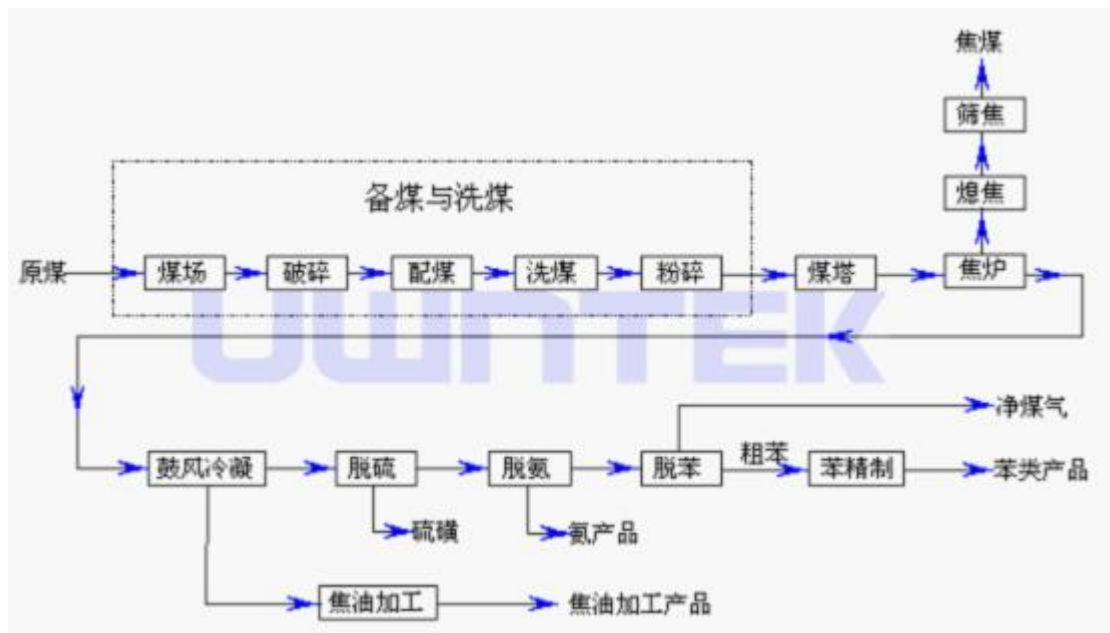 焦煤
筛焦
熄焦
备煤与洗煤
原煤
煤场
破碎
配煤
洗煤
粉碎
煤塔
焦炉
UWNTEK
净煤气
鼓风冷凝
脱硫
脱氨
脱苯
粗苯
苯精制
苯类产品
硫磺
氨产品
焦油加工
焦油加工产品